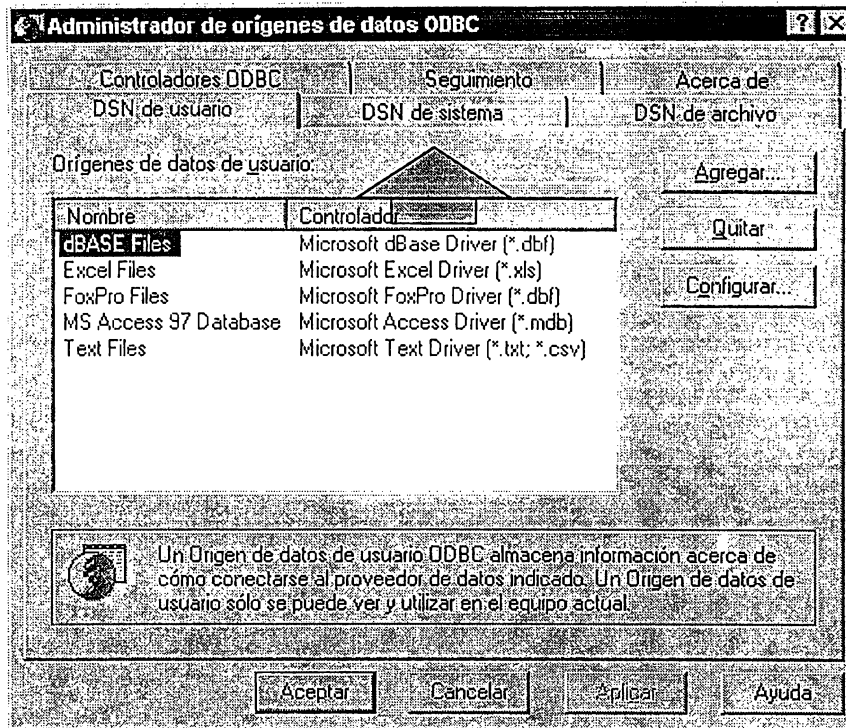 Administrador de orígenes de datos ODBC
Controladores ODBC Seguimiento Acerca de
DSN de usuario DSN de sistema DSN de archivo
Orígenes de datos de usuario:
Agregar...
Nombre Controlador
Quitar
dBASE Files Microsoft dBase Driver (*.dbf)
Excel Files Microsoft Excel Driver (*.xls)
Configurar...
FoxPro Files Microsoft FoxPro Driver (*.dbf)
MS Access 97 Database Microsoft Access Driver (*.mdb)
Text Files Microsoft Text Driver (*.txt; *.csv)
Un Origen de datos de usuario ODBC almacena información acerca de
cómo conectarse al proveedor de datos indicado. Un Origen de datos de
usuario sólo se puede ver y utilizar en el equipo actual.
Aceptar Cancelar Aplicar Ayuda